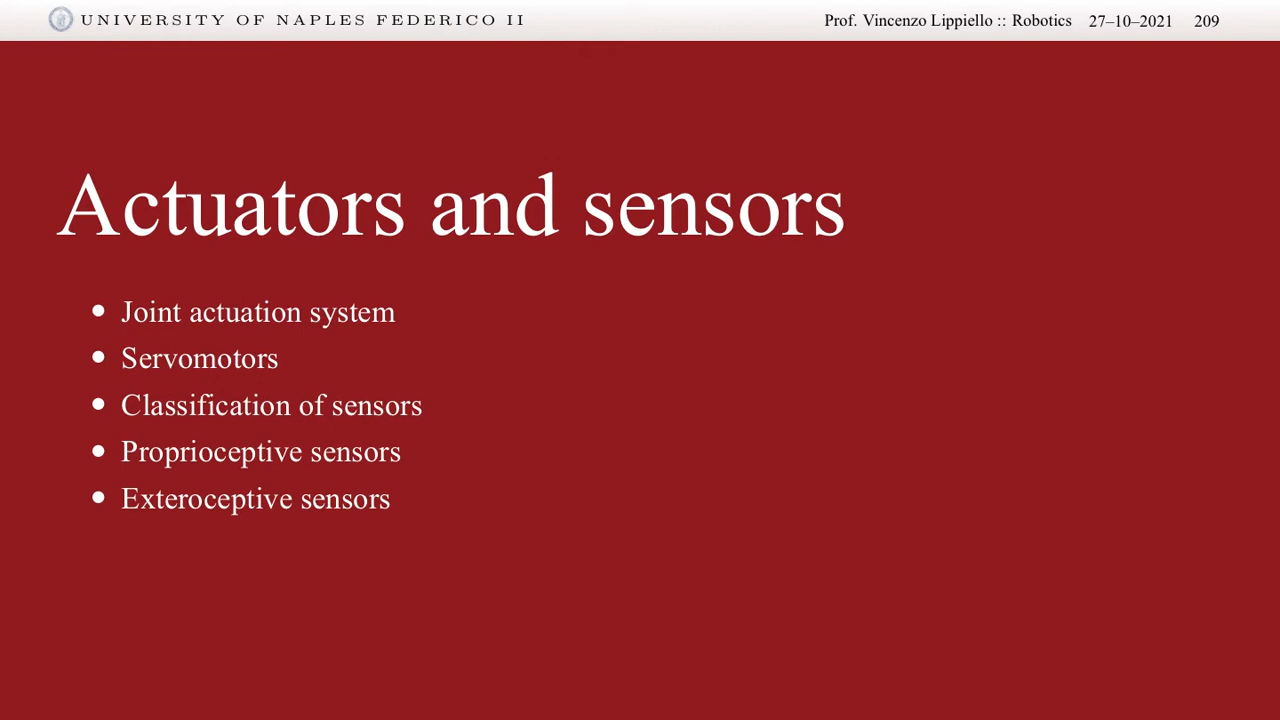 UNIVERSITY OF NAPLES FEDERICO II
Prof. Vincenzo Lippiello :: Robotics 27–10–2021 209
Actuators and sensors
• Joint actuation system
• Servomotors
• Classification of sensors
• Proprioceptive sensors
• Exteroceptive sensors